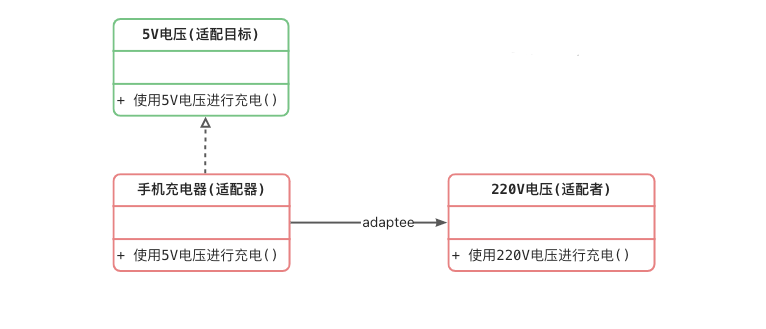 5V电压(适配目标)
+ 使用5V电压进行充电()
手机充电器(适配器)
+ 使用5V电压进行充电()
adaptee
220V电压(适配者)
+ 使用220V电压进行充电()